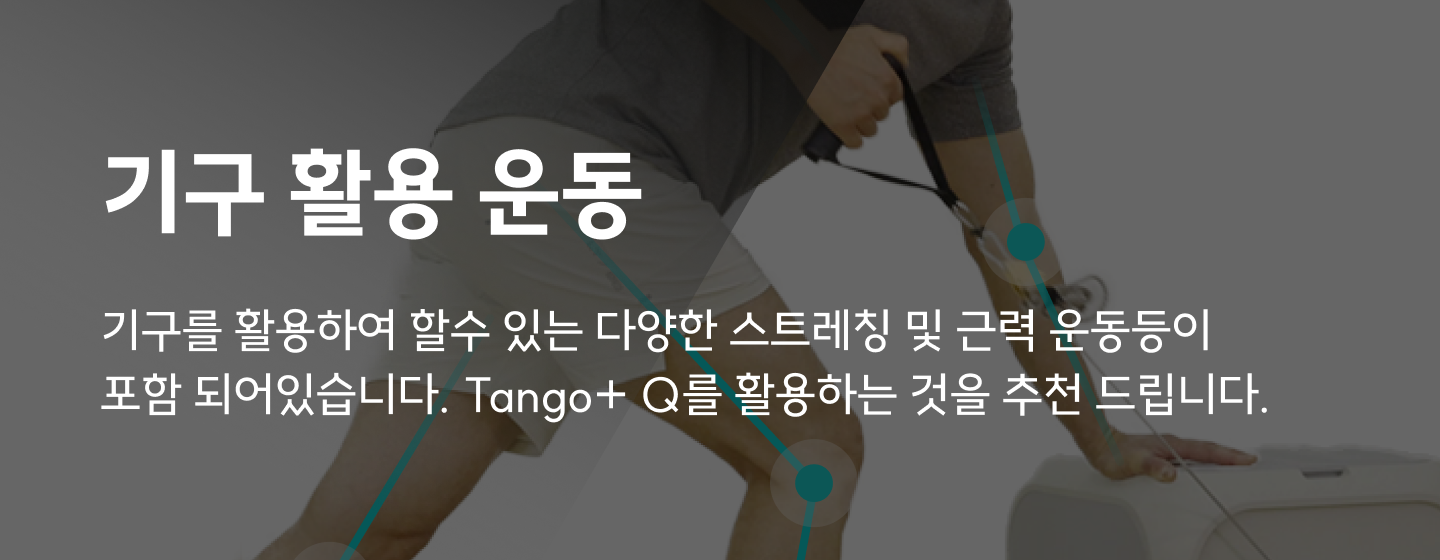 기구 활용 운동
기구를 활용하여 할수 있는 다양한 스트레칭 및 근력 운동등이
포함 되어있습니다. Tango+ Q를 활용하는 것을 추천 드립니다.